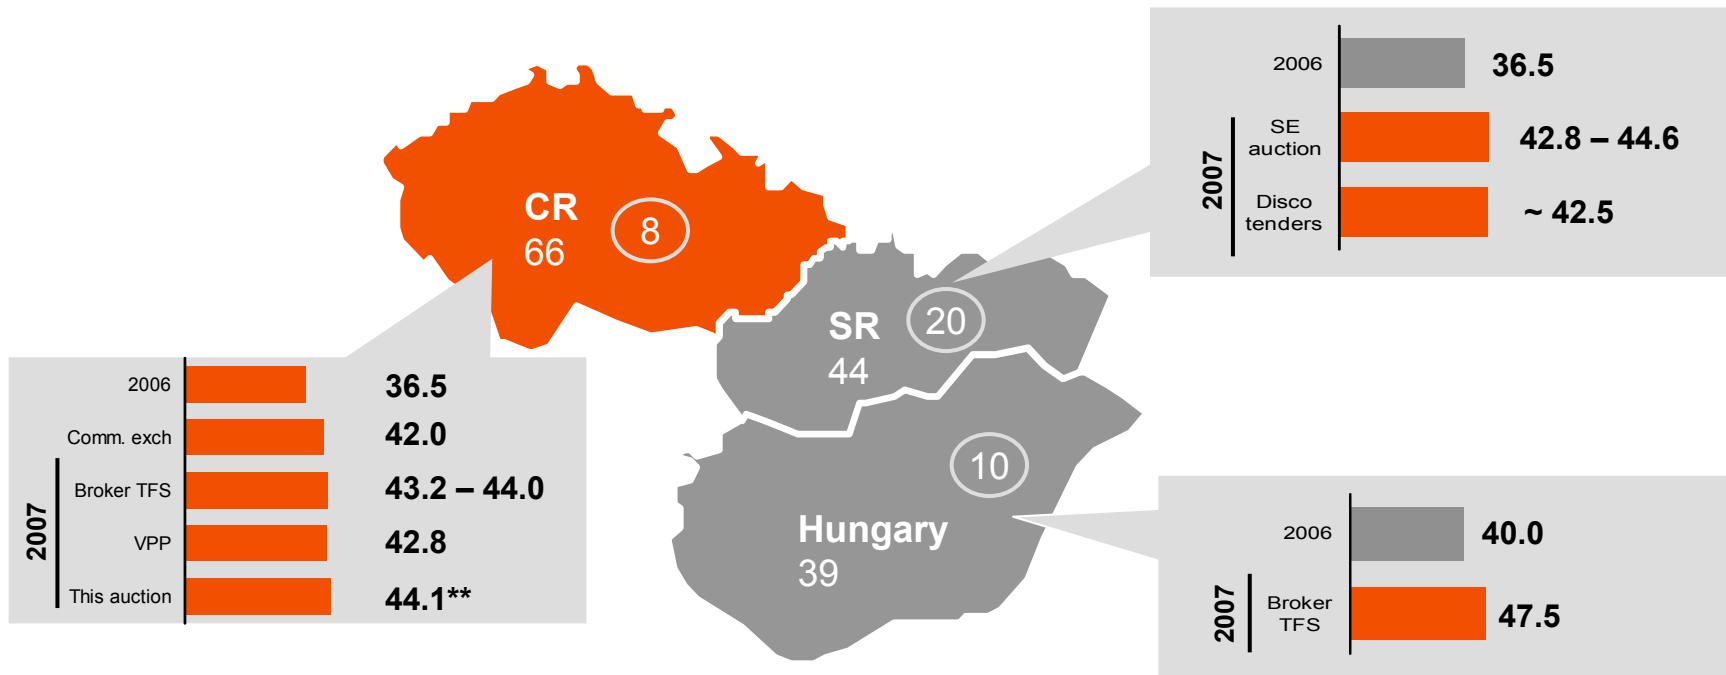 2006 36.5
SE
auction 42.8 – 44.6
Disco
tenders ~ 42.5
2007
CR
66
8
SR
44
20
Hungary
39
10
2006 36.5
Comm. exch 42.0
Broker TFS 43.2 – 44.0
VPP 42.8
This auction 44.1**
2007
2006 40.0
Broker
TFS 47.5
2007